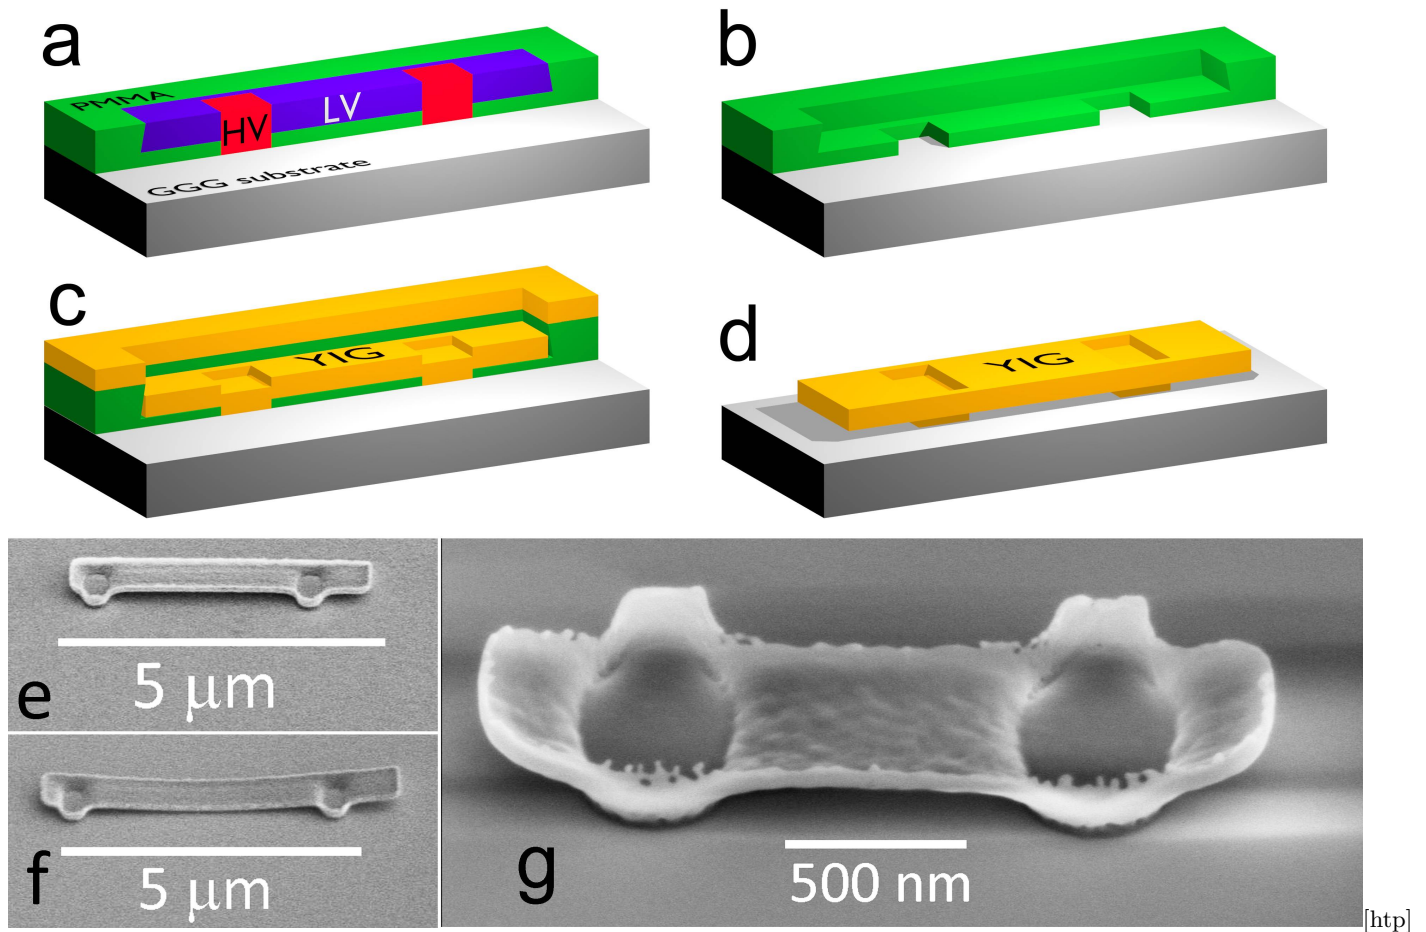 a
b
PMMA
HV
LV
GGG substrate
c
YIG
d
YIG
e
5 μm
f
5 μm
g
500 nm
[htp]